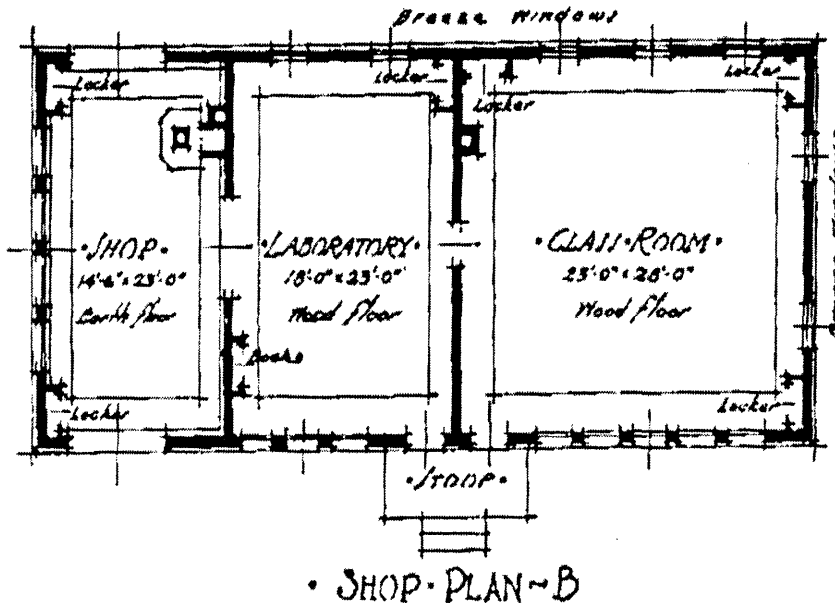 Breeze Windows
Locker
Locker
Locker
Locker
· SHOP ·
14'-6" x 23'-0"
Earth floor
· LABORATORY ·
18'-0" x 23'-0"
Wood floor
· CLASS · ROOM ·
23'-0" x 28'-0"
Wood floor
Books
Locker
Locker
· STOOP ·
· SHOP · PLAN ~ B